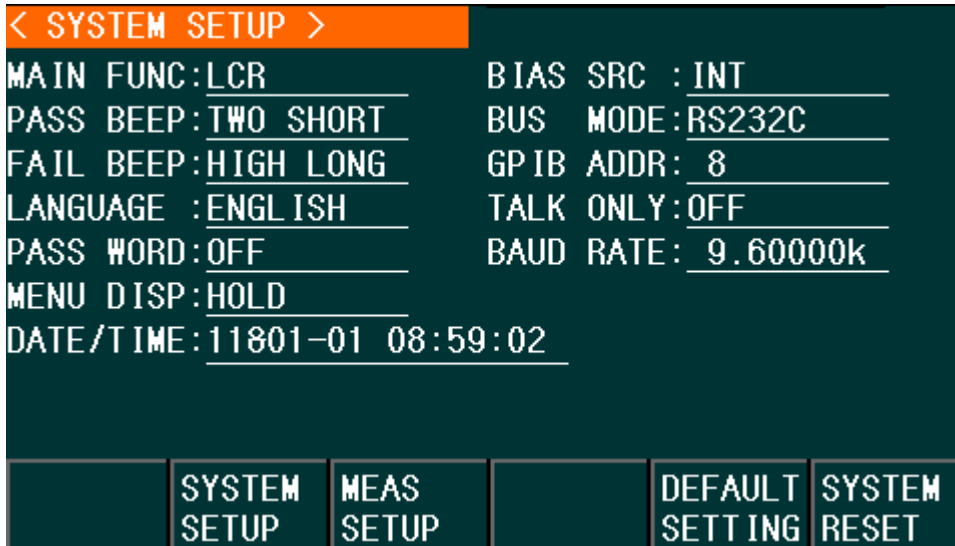 < SYSTEM SETUP >
MAIN FUNC:LCR BIAS SRC :INT
PASS BEEP:TWO SHORT BUS MODE:RS232C
FAIL BEEP:HIGH LONG GPIB ADDR: 8
LANGUAGE :ENGLISH TALK ONLY:OFF
PASS WORD:OFF BAUD RATE: 9.60000k
MENU DISP:HOLD
DATE/TIME:11801-01 08:59:02
SYSTEM SETUP
MEAS SETUP
DEFAULT SETTING
SYSTEM RESET